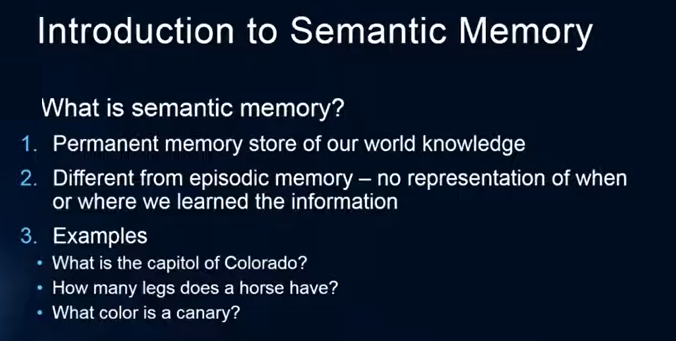 Introduction to Semantic Memory
What is semantic memory?
1. Permanent memory store of our world knowledge
2. Different from episodic memory – no representation of when
or where we learned the information
3. Examples
• What is the capitol of Colorado?
• How many legs does a horse have?
• What color is a canary?